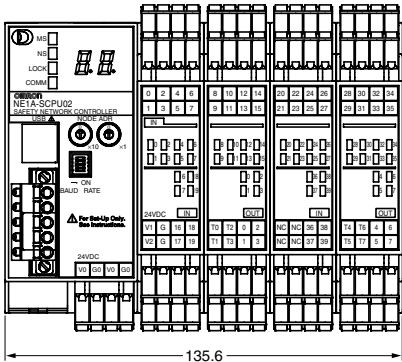 MS
NS
LOCK
COMM
OMRON
NE1A-SCPU02
SAFETY NETWORK CONTROLLER
USB NODE ADR
×10 ×1
ON
BAUD RATE
For Set-Up Only.
See Instructions.
24VDC
V0 G0 V0 G0
0 2 4 6
1 3 5 7
IN
24VDC IN
V1 G 16 18
V2 G 17 19
8 10 12 14
9 11 13 15
OUT
T0 T2 0 2
T1 T3 1 3
20 22 24 26
21 23 25 27
IN
NC NC 36 38
NC NC 37 39
28 30 32 34
29 31 33 35
OUT
T4 T6 4 6
T5 T7 5 7
135.6